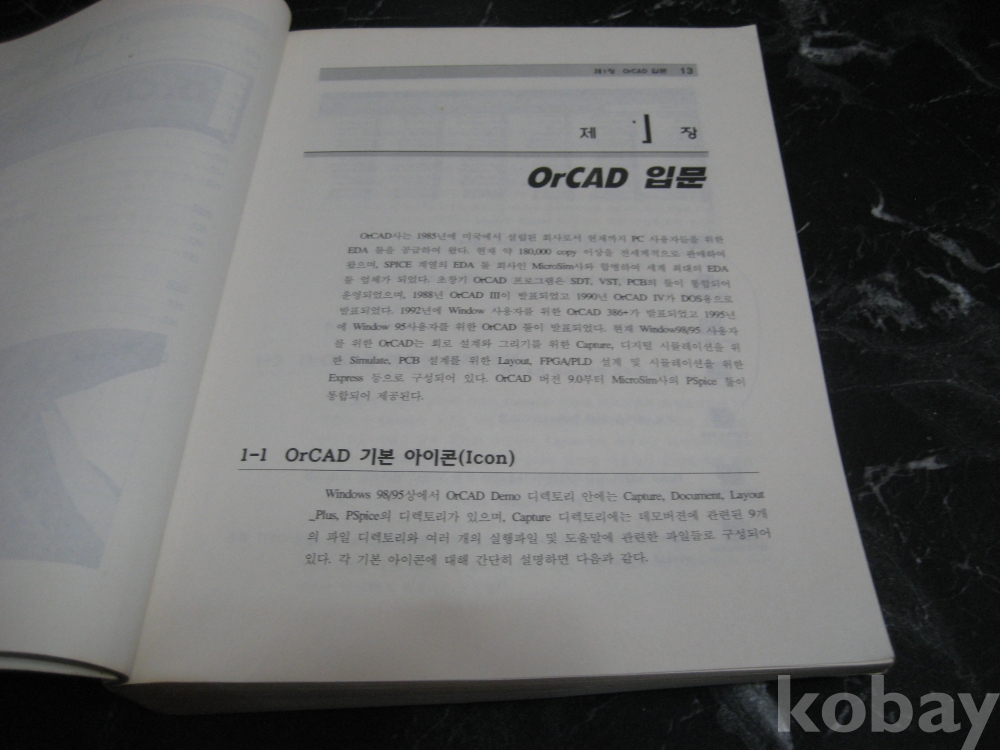 제1장 OrCAD 입문 13
제 1 장
OrCAD 입문
OrCAD사는 1985년에 미국에서 설립된 회사로서 현재까지 PC 사용자들을 위한
EDA 툴을 공급하여 왔다. 현재 약 180,000 copy 이상을 전세계적으로 판매하여
왔으며, SPICE 계열의 EDA 툴 회사인 MicroSim사와 합병하여 세계 최대의 EDA
툴 업체가 되었다. 초창기 OrCAD 프로그램은 SDT, VST, PCB의 툴이 통합되어
운영되었으며, 1988년 OrCAD III이 발표되었고 1990년 OrCAD IV가 DOS용으로
발표되었다. 1992년에 Window 사용자를 위한 OrCAD 386+가 발표되었고 1995년
에 Window 95사용자를 위한 OrCAD 툴이 발표되었다. 현재 Window98/95 사용자
를 위한 OrCAD는 회로 설계와 그리기를 위한 Capture, 디지털 시뮬레이션을 위
한 Simulate, PCB 설계를 위한 Layout, FPGA/PLD 설계 및 시뮬레이션을 위한
Express 등으로 구성되어 있다. OrCAD 버전 9.0부터 MicroSim사의 PSpice 툴이
통합되어 제공된다.
1-1 OrCAD 기본 아이콘(Icon)
Windows 98/95상에서 OrCAD Demo 디렉토리 안에는 Capture, Document, Layout
_Plus, PSpice의 디렉토리가 있으며, Capture 디렉토리에는 데모버젼에 관련된 9개
의 파일 디렉토리와 여러 개의 실행파일 및 도움말에 관련한 파일들로 구성되어
있다. 각 기본 아이콘에 대해 간단히 설명하면 다음과 같다.
kobay